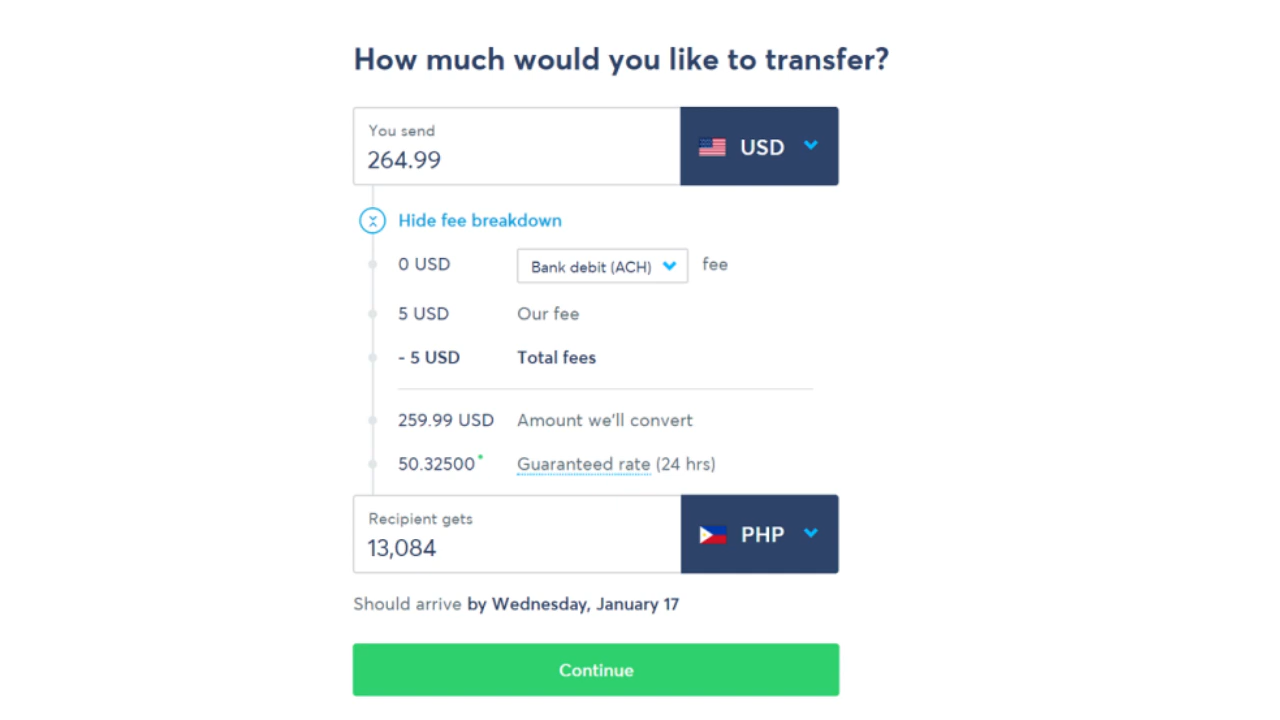 How much would you like to transfer?
You send
264.99
USD
Hide fee breakdown
0 USD Bank debit (ACH) fee
5 USD Our fee
- 5 USD Total fees
259.99 USD Amount we'll convert
50.32500* Guaranteed rate (24 hrs)
Recipient gets
13,084
PHP
Should arrive by Wednesday, January 17
Continue